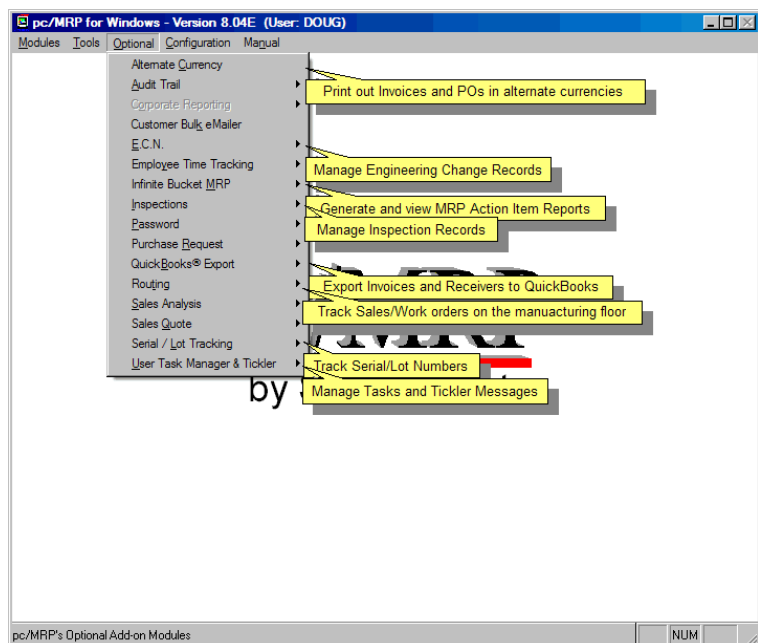 pc/MRP for Windows - Version 8.04E (User: DOUG)
Modules Tools Optional Configuration Manual
Alternate Currency
Audit Trail
Print out Invoices and POs in alternate currencies
Corporate Reporting
Customer Bulk eMailer
E.C.N.
Employee Time Tracking
Manage Engineering Change Records
Infinite Bucket MRP
Inspections
Generate and view MRP Action Item Reports
Password
Manage Inspection Records
Purchase Request
QuickBooks® Export
Routing
Export Invoices and Receivers to QuickBooks
Sales Analysis
Track Sales/Work orders on the manuacturing floor
Sales Quote
Serial / Lot Tracking
User Task Manager & Tickler
Track Serial/Lot Numbers
/MRP
by
Manage Tasks and Tickler Messages
pc/MRP's Optional Add-on Modules
NUM